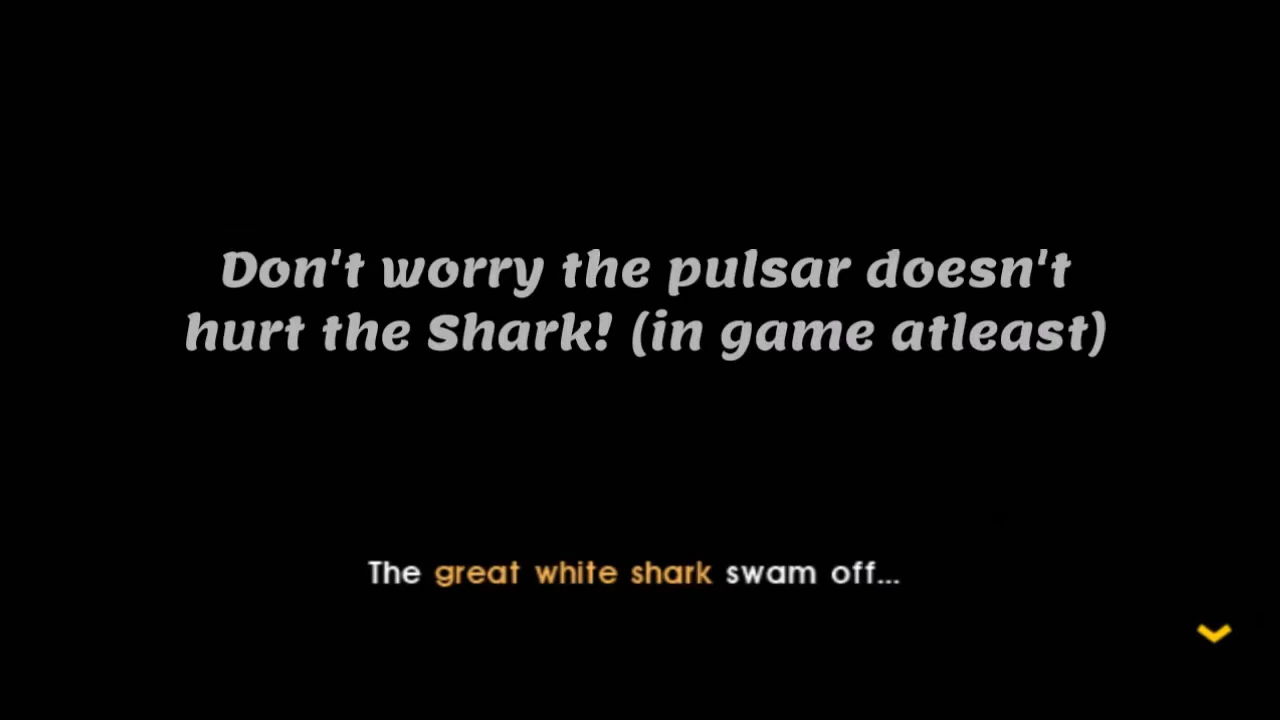 Don't worry the pulsar doesn't
hurt the Shark! (in game atleast)
The great white shark swam off...